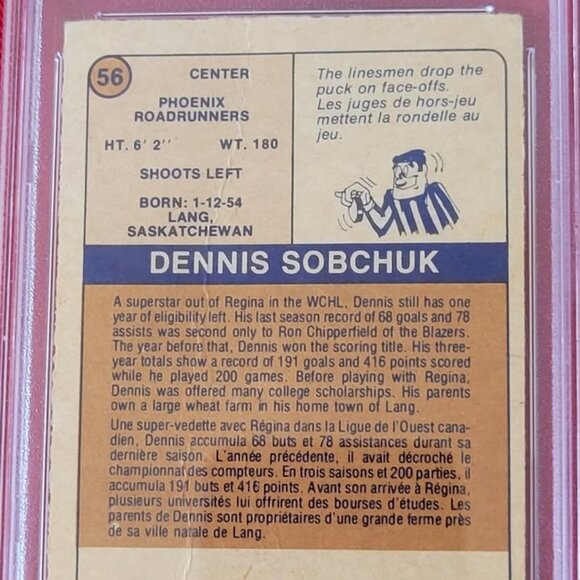 56
CENTER
PHOENIX
ROADRUNNERS
HT. 6' 2'' WT. 180
SHOOTS LEFT
BORN: 1-12-54
LANG,
SASKATCHEWAN
The linesmen drop the
puck on face-offs.
Les juges de hors-jeu
mettent la rondelle au
jeu.
DENNIS SOBCHUK
A superstar out of Regina in the WCHL, Dennis still has one
year of eligibility left. His last season record of 68 goals and 78
assists was second only to Ron Chipperfield of the Blazers.
The year before that, Dennis won the scoring title. His three-
year totals show a record of 191 goals and 416 points scored
while he played 200 games. Before playing with Regina,
Dennis was offered many college scholarships. His parents
own a large wheat farm in his home town of Lang.
Une super-vedette avec Régina dans la Ligue de l'Ouest cana-
dien, Dennis accumula 68 buts et 78 assistances durant sa
dernière saison. L'année précédente, il avait décroché le
championnat des compteurs. En trois saisons et 200 parties, il
accumula 191 buts et 416 points. Avant son arrivée à Régina,
plusieurs universités lui offrirent des bourses d'études. Les
parents de Dennis sont propriétaires d'une grande ferme près
de sa ville natale de Lang.